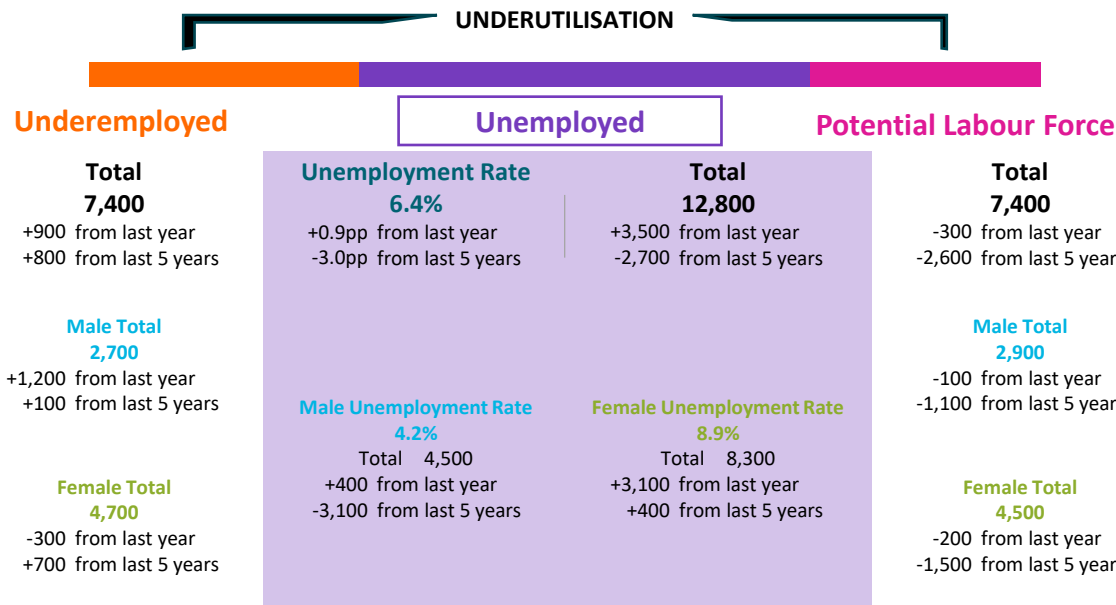 UNDERUTILISATION
Underemployed
Unemployed
Potential Labour Force
Total
7,400
+900 from last year
+800 from last 5 years
Male Total
2,700
+1,200 from last year
+100 from last 5 years
Female Total
4,700
-300 from last year
+700 from last 5 years
Unemployment Rate
6.4%
+0.9pp from last year
-3.0pp from last 5 years
Total
12,800
+3,500 from last year
-2,700 from last 5 years
Male Unemployment Rate
4.2%
Total 4,500
+400 from last year
-3,100 from last 5 years
Female Unemployment Rate
8.9%
Total 8,300
+3,100 from last year
+400 from last 5 years
Total
7,400
-300 from last year
-2,600 from last 5 year
Male Total
2,900
-100 from last year
-1,100 from last 5 year
Female Total
4,500
-200 from last year
-1,500 from last 5 year